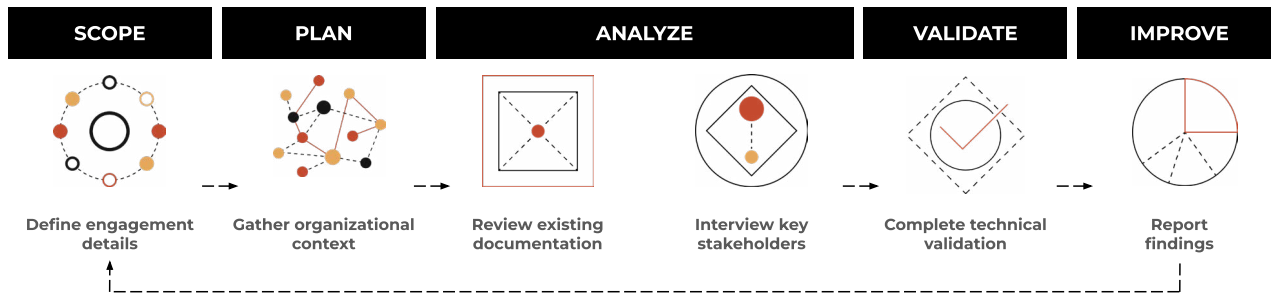 SCOPE
PLAN
ANALYZE
VALIDATE
IMPROVE
Define engagement
details
Gather organizational
context
Review existing
documentation
Interview key
stakeholders
Complete technical
validation
Report
findings